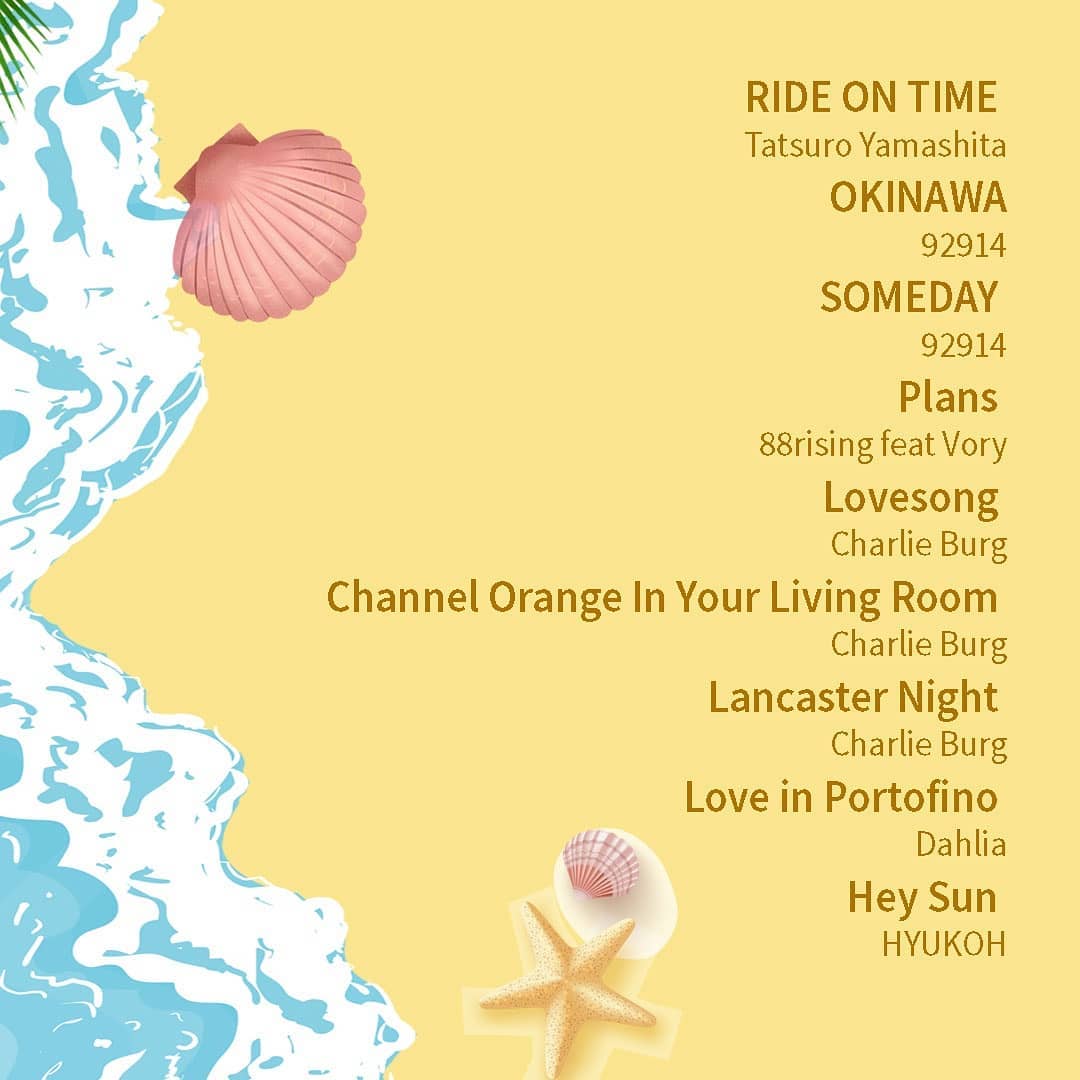 RIDE ON TIME
Tatsuro Yamashita
OKINAWA
92914
SOMEDAY
92914
Plans
88rising feat Vory
Lovesong
Charlie Burg
Channel Orange In Your Living Room
Charlie Burg
Lancaster Night
Charlie Burg
Love in Portofino
Dahlia
Hey Sun
HYUKOH